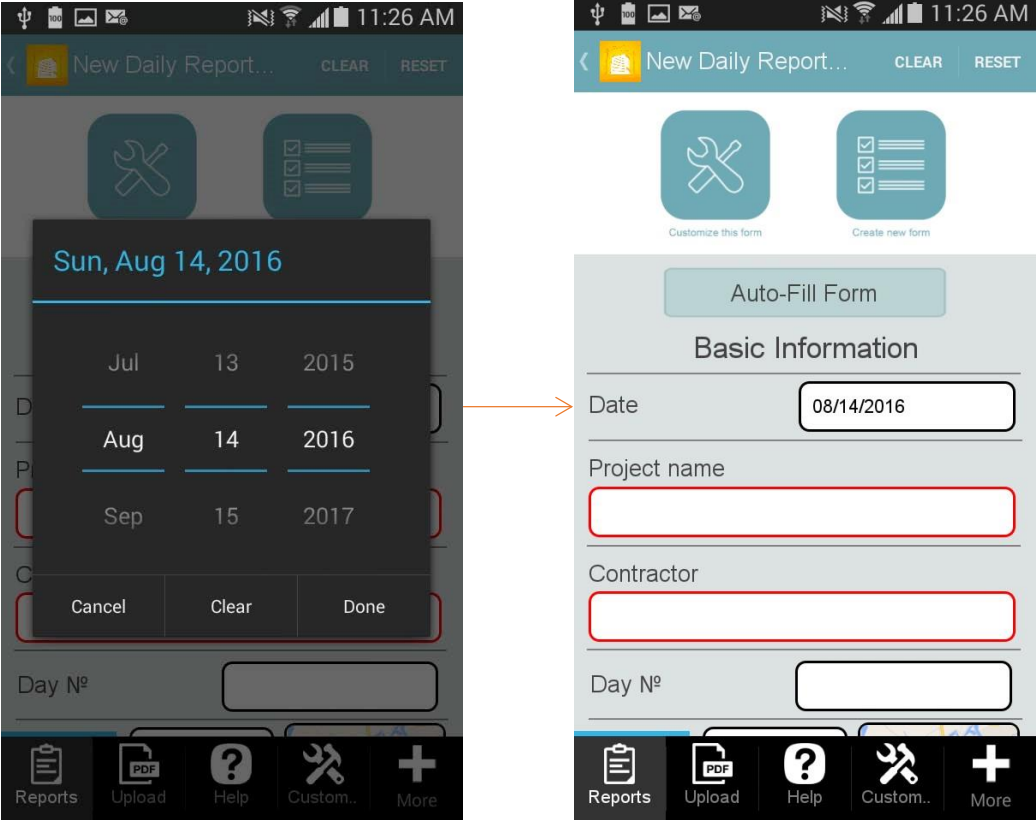 100 11:26 AM
New Daily Report... CLEAR RESET
Sun, Aug 14, 2016
Jul 13 2015
D
Aug 14 2016
P
Sep 15 2017
C
Cancel Clear Done
Day Nº
PDF
Reports Upload Help Custom.. More
100 11:26 AM
New Daily Report... CLEAR RESET
Customize this form Create new form
Auto-Fill Form
Basic Information
Date 08/14/2016
Project name
Contractor
Day Nº
PDF
Reports Upload Help Custom.. More